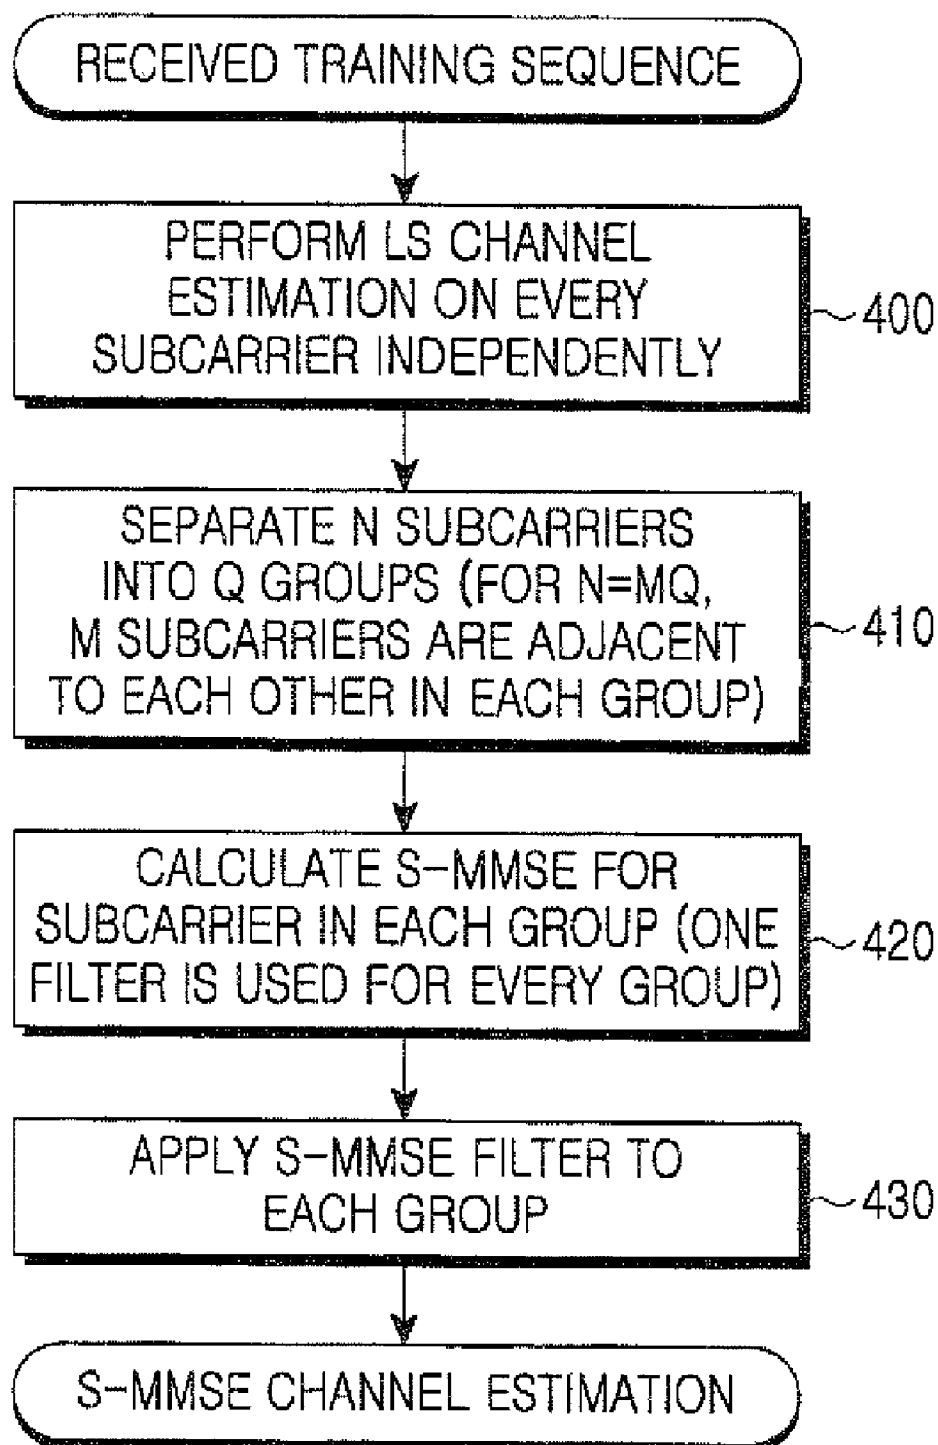 RECEIVED TRAINING SEQUENCE
PERFORM LS CHANNEL
ESTIMATION ON EVERY
SUBCARRIER INDEPENDENTLY
400
SEPARATE N SUBCARRIERS
INTO Q GROUPS (FOR N=MQ,
M SUBCARRIERS ARE ADJACENT
TO EACH OTHER IN EACH GROUP)
410
CALCULATE S-MMSE FOR
SUBCARRIER IN EACH GROUP (ONE
FILTER IS USED FOR EVERY GROUP)
420
APPLY S-MMSE FILTER TO
EACH GROUP
430
S-MMSE CHANNEL ESTIMATION